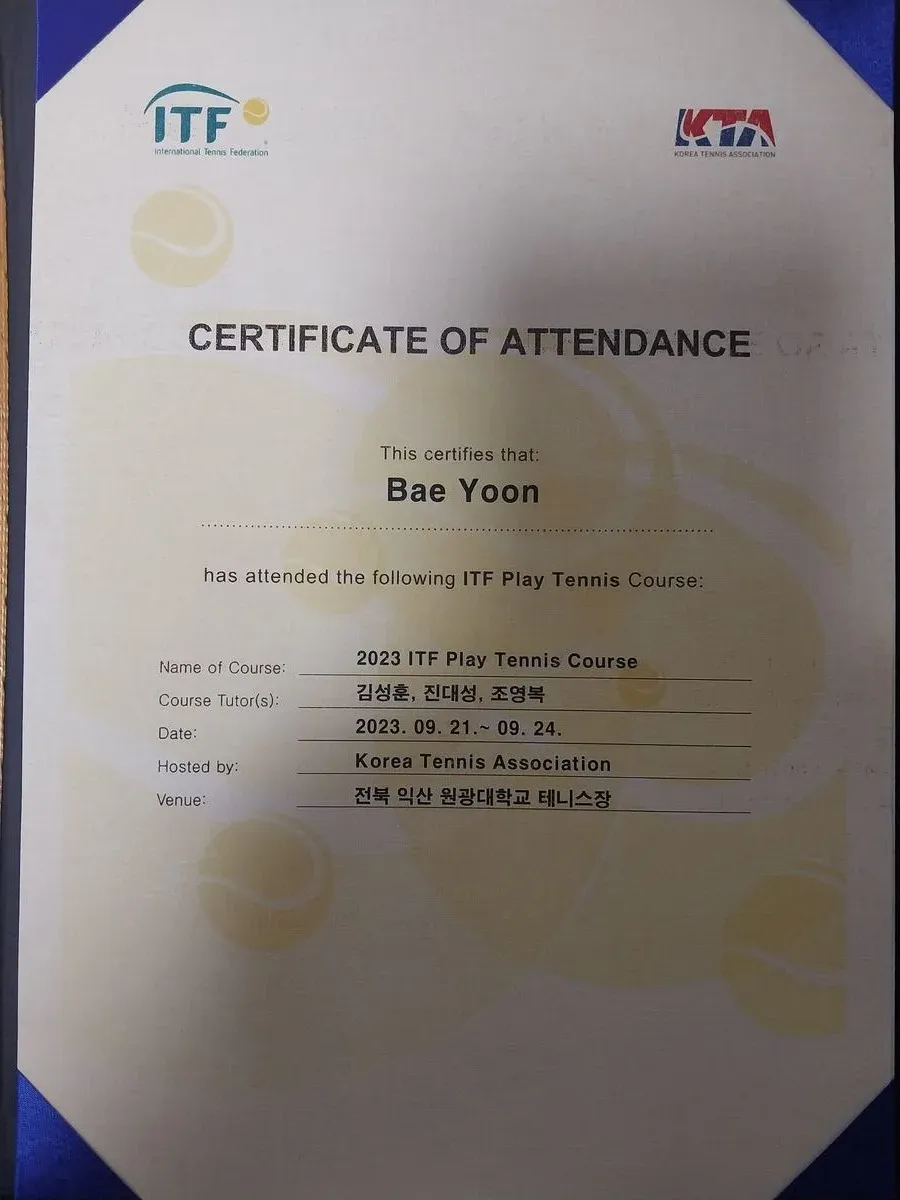 ITF
International Tennis Federation
KTA
KOREA TENNIS ASSOCIATION
CERTIFICATE OF ATTENDANCE
This certifies that:
Bae Yoon
has attended the following ITF Play Tennis Course:
Name of Course: 2023 ITF Play Tennis Course
Course Tutor(s): 김성훈, 진대성, 조영복
Date: 2023. 09. 21.~ 09. 24.
Hosted by: Korea Tennis Association
Venue: 전북 익산 원광대학교 테니스장